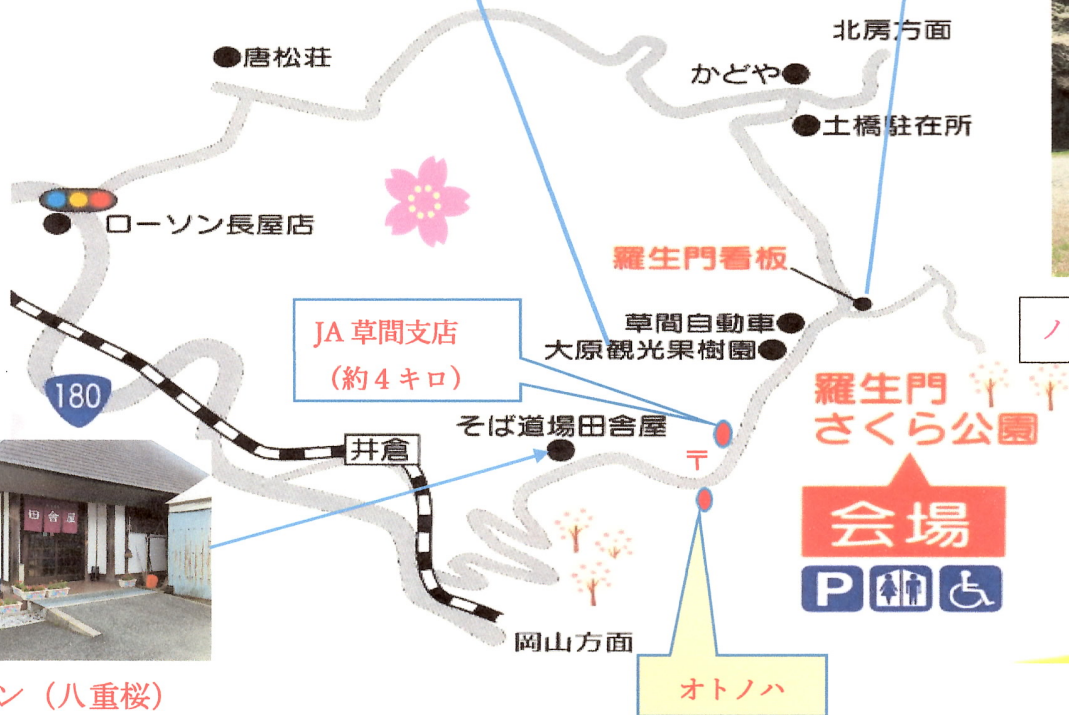 北房方面
唐松荘
かどや
土橋駐在所
ローソン長屋店
羅生門看板
JA 草間支店
(約4キロ)
草間自動車
大原観光果樹園
ノ
180
羅生門
さくら公園
そば道場田舎屋
井倉
〒
会場
P
田舎屋
岡山方面
オトノハ
ン(八重桜)